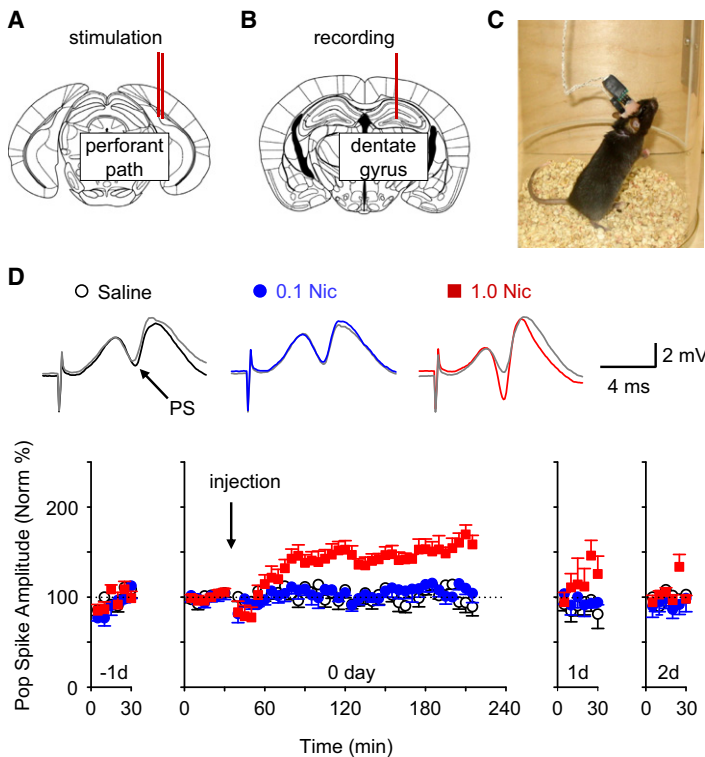 A
stimulation
perforant
path
B
recording
dentate
gyrus
C
D
Saline
0.1 Nic
1.0 Nic
PS
2 mV
4 ms
Pop Spike Amplitude (Norm %)
200
100
0
injection
-1d
0 day
1d
2d
0 30
0 60 120 180 240
0 30
0 30
Time (min)